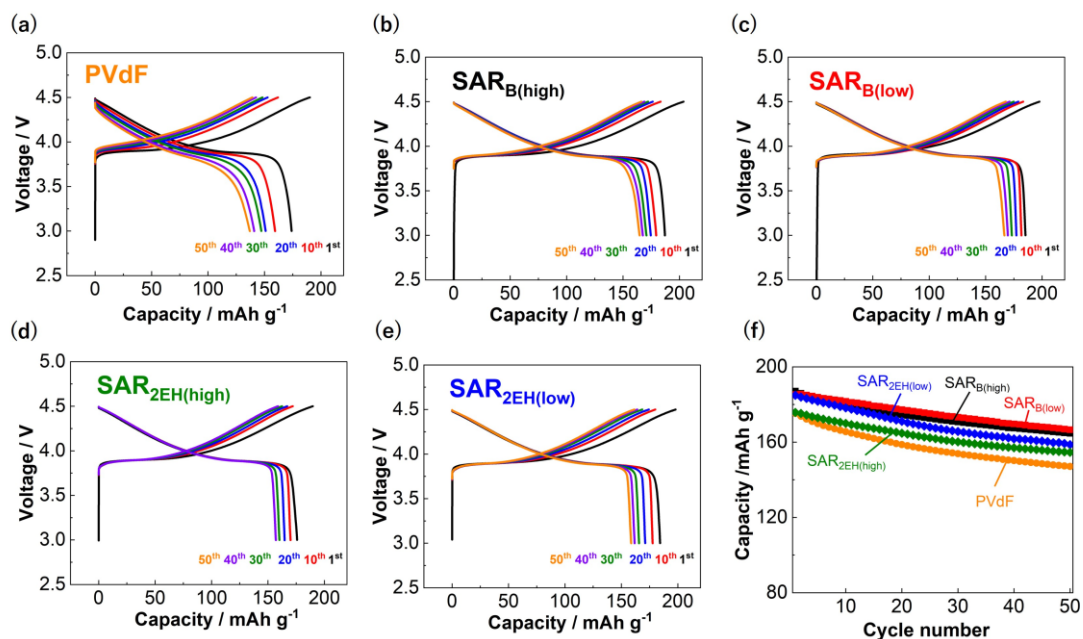 (a)
PVdF
Voltage / V
5.0
4.5
4.0
3.5
3.0
2.5
50th 40th 30th 20th 10th 1st
0 50 100 150 200
Capacity / mAh g-1
(b)
SARB(high)
Voltage / V
5.0
4.5
4.0
3.5
3.0
2.5
50th 40th 30th 20th 10th 1st
0 50 100 150 200
Capacity / mAh g-1
(c)
SARB(low)
Voltage / V
5.0
4.5
4.0
3.5
3.0
2.5
50th 40th 30th 20th 10th 1st
0 50 100 150 200
Capacity / mAh g-1
(d)
SAR2EH(high)
Voltage / V
5.0
4.5
4.0
3.5
3.0
2.5
50th 40th 30th 20th 10th 1st
0 50 100 150 200
Capacity / mAh g-1
(e)
SAR2EH(low)
Voltage / V
5.0
4.5
4.0
3.5
3.0
2.5
50th 40th 30th 20th 10th 1st
0 50 100 150 200
Capacity / mAh g-1
(f)
Capacity /mAh g-1
200
160
120
80
SAR2EH(low)
SARB(high)
SARB(low)
SAR2EH(high)
PVdF
10 20 30 40 50
Cycle number